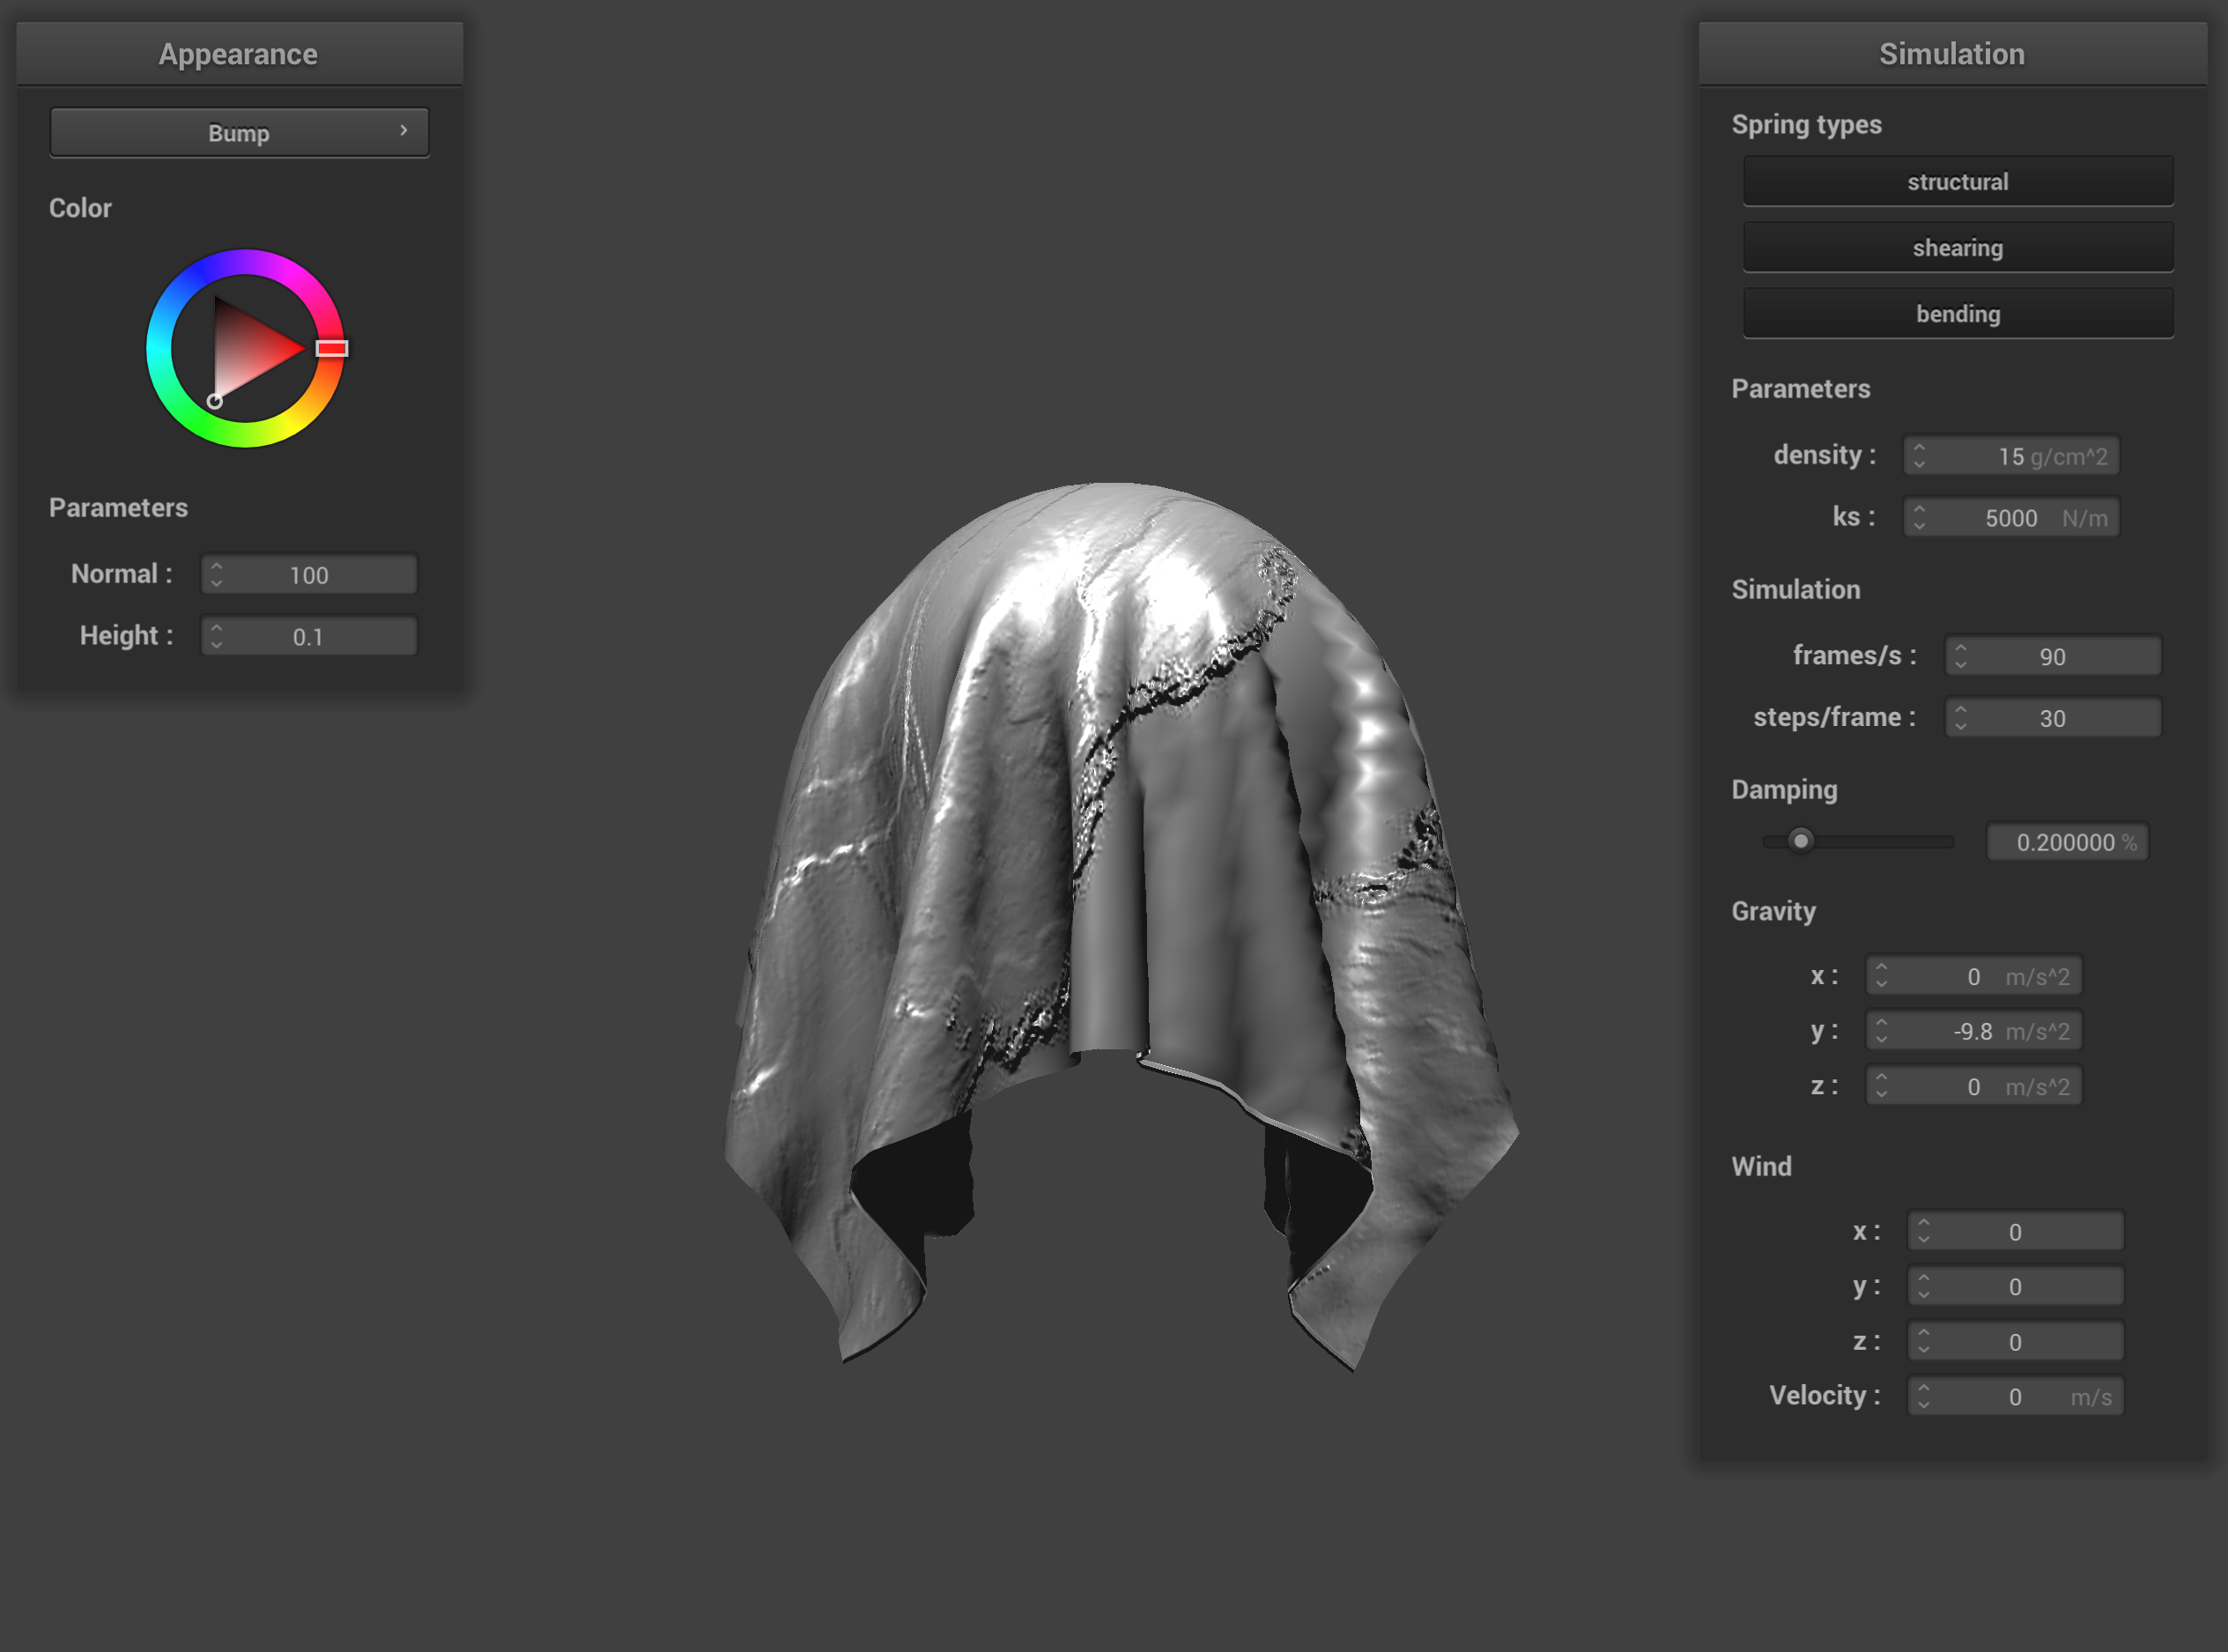 Appearance
Bump
Color
Parameters
Normal : 100
Height : 0.1
Simulation
Spring types
structural
shearing
bending
Parameters
density : 15 g/cm^2
ks : 5000 N/m
Simulation
frames/s : 90
steps/frame : 30
Damping
0.200000 %
Gravity
x : 0 m/s^2
y : -9.8 m/s^2
z : 0 m/s^2
Wind
x : 0
y : 0
z : 0
Velocity : 0 m/s